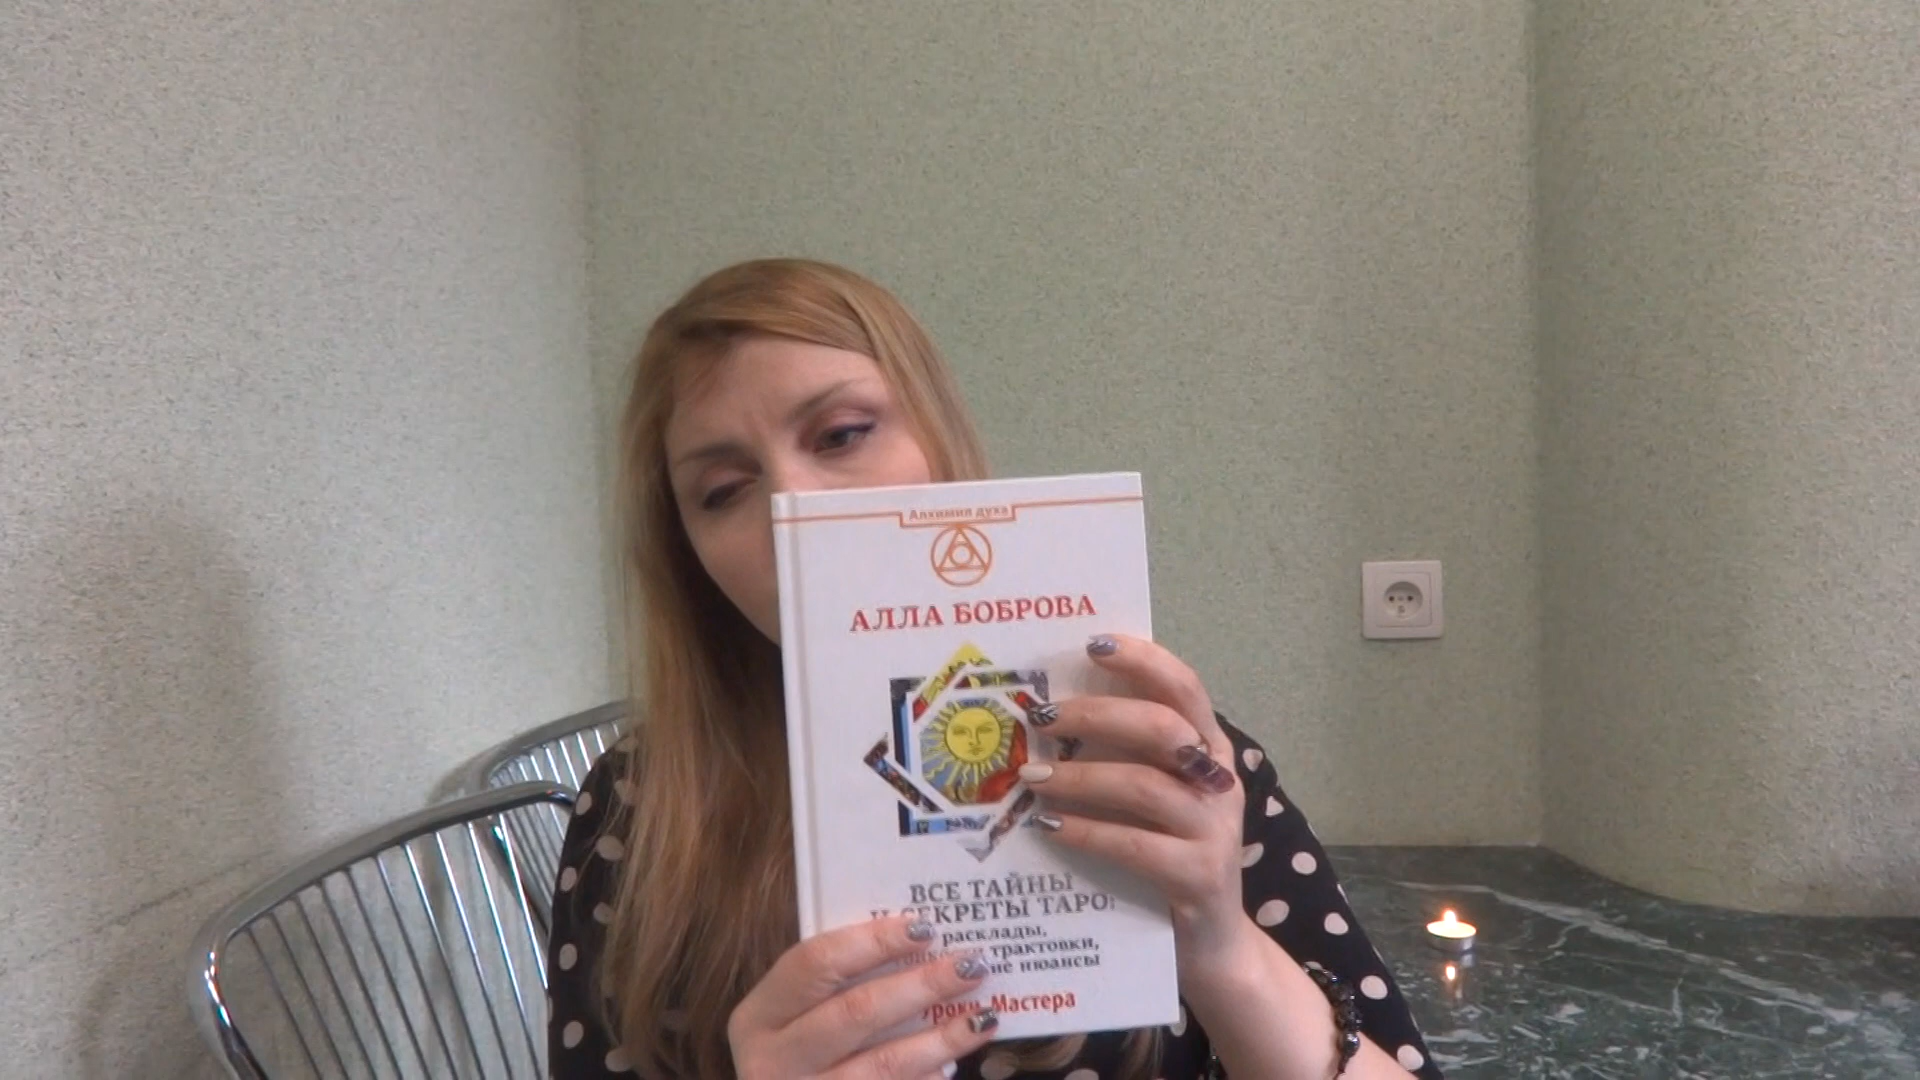 Алхимия духа
АЛЛА БОБРОВА
ВСЕ ТАЙНЫ
И СЕКРЕТЫ ТАРО:
расклады,
трактовки,
нюансы
Уроки Мастера